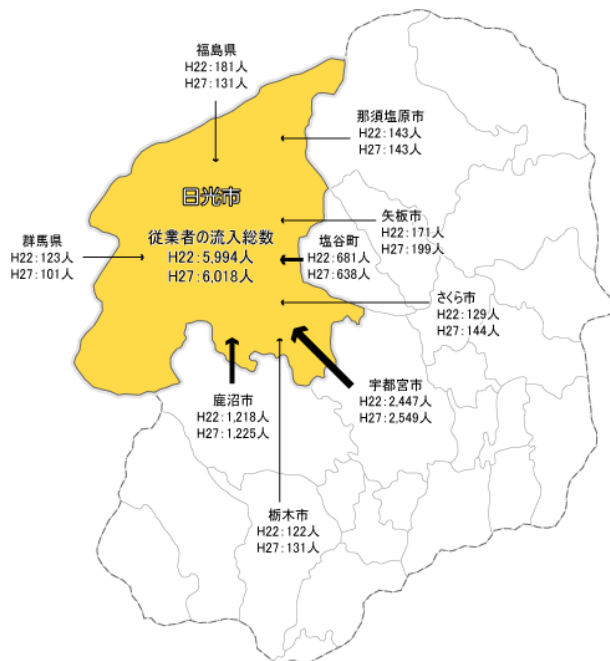 福島県
H22:181人
H27:131人
那須塩原市
H22:143人
H27:143人
日光市
従業者の流入総数
H22:5,994人
H27:6,018人
矢板市
H22:171人
H27:199人
群馬県
H22:123人
H27:101人
塩谷町
H22:681人
H27:638人
さくら市
H22:129人
H27:144人
宇都宮市
H22:2,447人
H27:2,549人
鹿沼市
H22:1,218人
H27:1,225人
栃木市
H22:122人
H27:131人